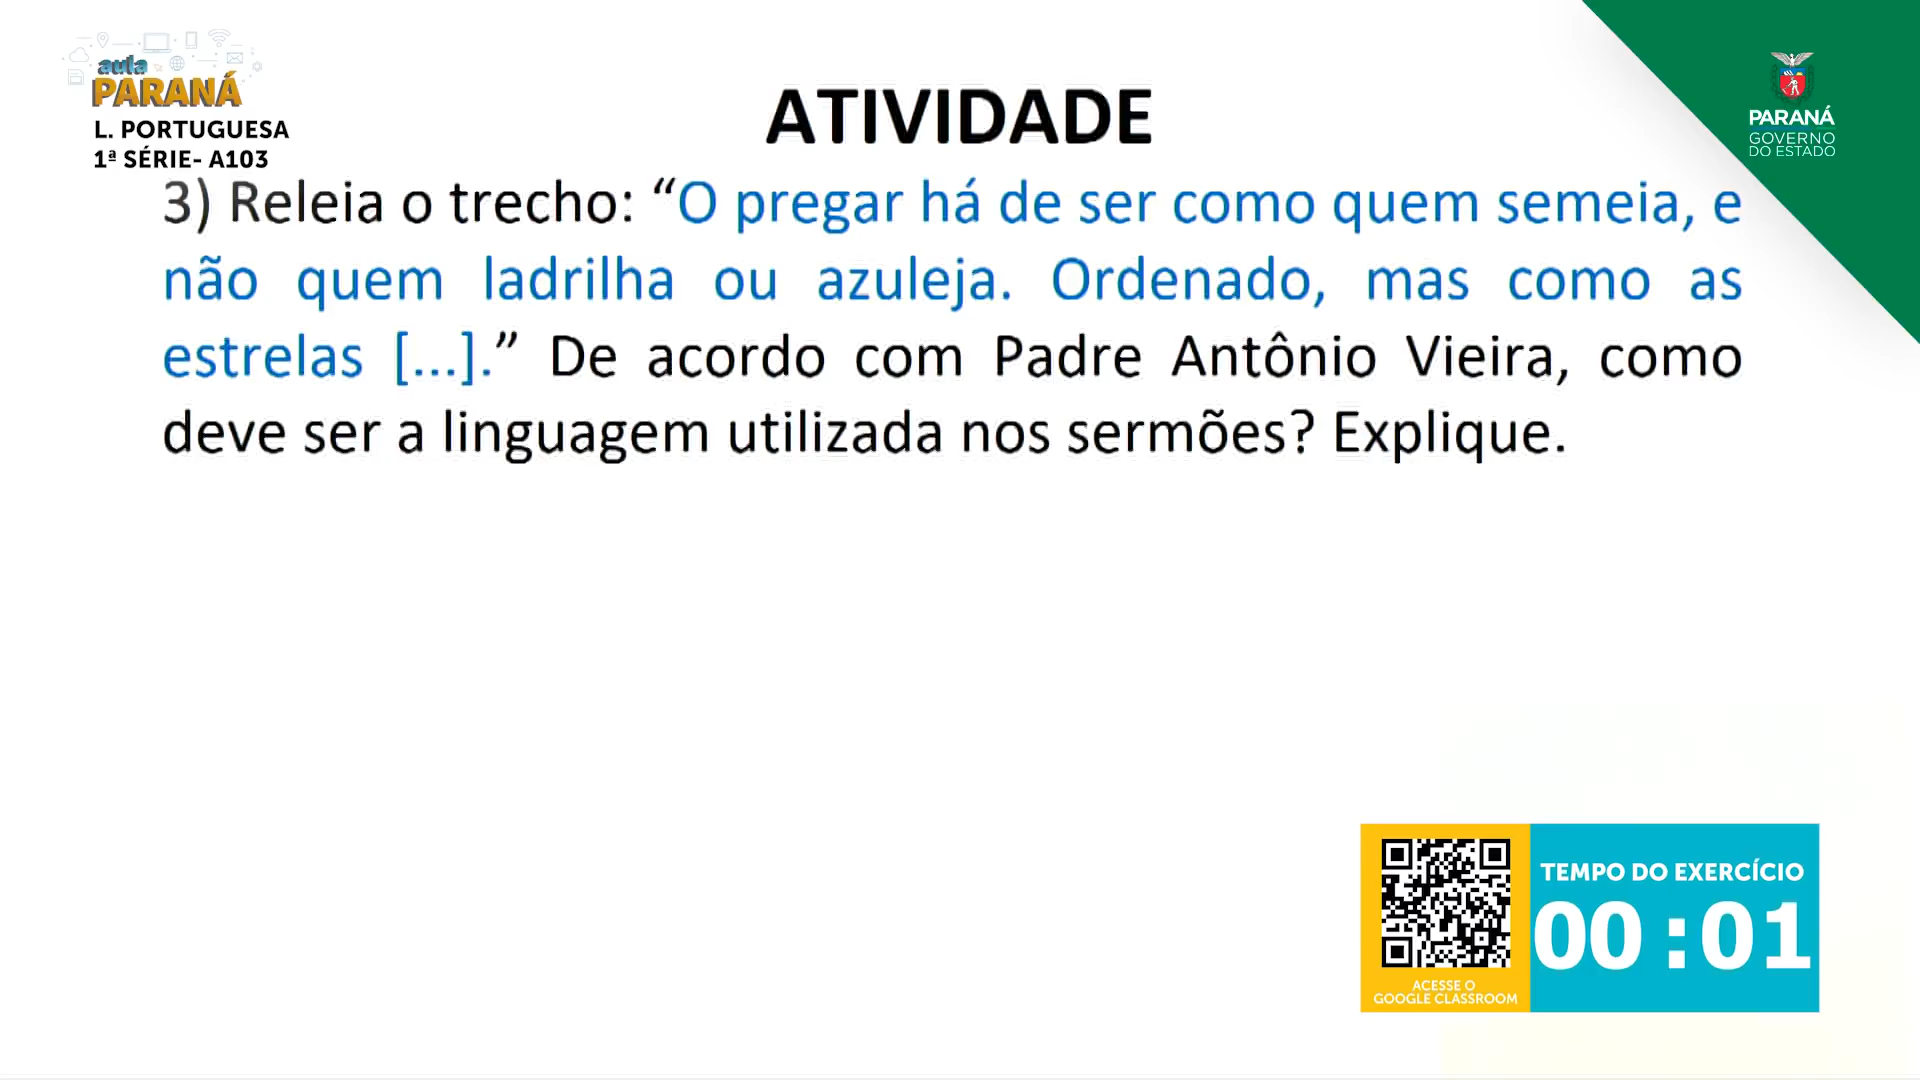 aula
PARANÁ
L. PORTUGUESA
1ª SÉRIE- A103
ATIVIDADE
PARANÁ
GOVERNO
DO ESTADO
3) Releia o trecho: “O pregar há de ser como quem semeia, e
não quem ladrilha ou azuleja. Ordenado, mas como as
estrelas [...].” De acordo com Padre Antônio Vieira, como
deve ser a linguagem utilizada nos sermões? Explique.
TEMPO DO EXERCÍCIO
00 :01
ACESSE O
GOOGLE CLASSROOM